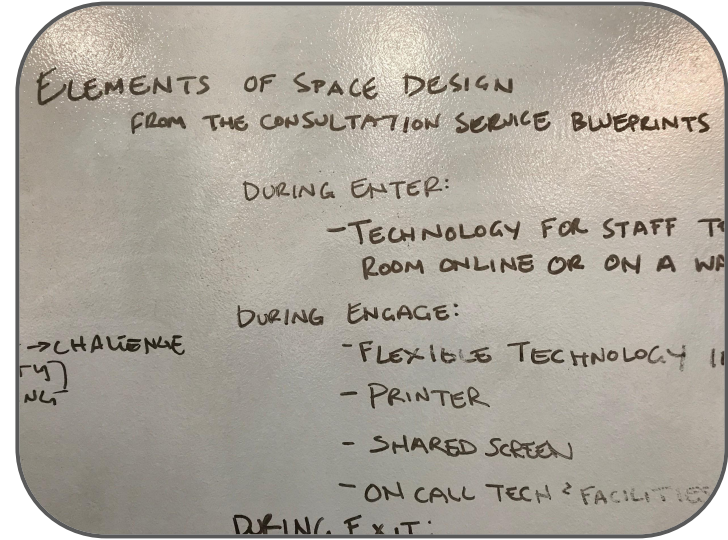 ELEMENTS OF SPACE DESIGN
FROM THE CONSULTATION SERVICE BLUEPRINTS
DURING ENTER:
-TECHNOLOGY FOR STAFF
ROOM ONLINE OR ON A
DURING ENGAGE:
→CHALLENGE
-FLEXIBLE TECHNOLOGY
- PRINTER
- SHARED SCREEN
-ON CALL TECH & FACILITIES
DURING EXIT: